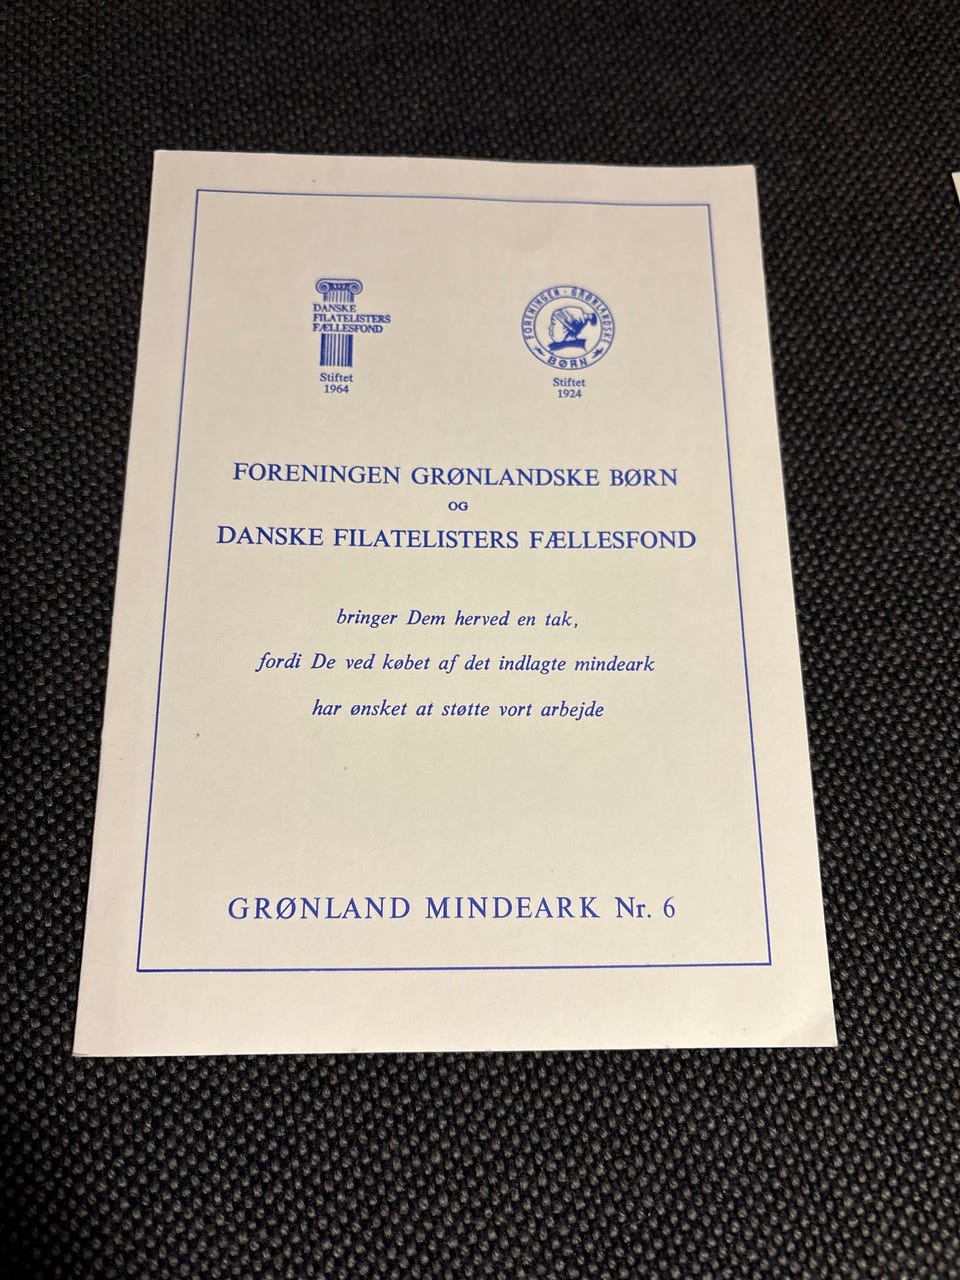 DANSKE
FILATELISTERS
FÆLLESFOND
Stiftet
1964
FORENINGEN · GRØNLANDSKE
BØRN
Stiftet
1924
FORENINGEN GRØNLANDSKE BØRN
OG
DANSKE FILATELISTERS FÆLLESFOND
bringer Dem herved en tak,
fordi De ved købet af det indlagte mindeark
har ønsket at støtte vort arbejde
GRØNLAND MINDEARK Nr. 6